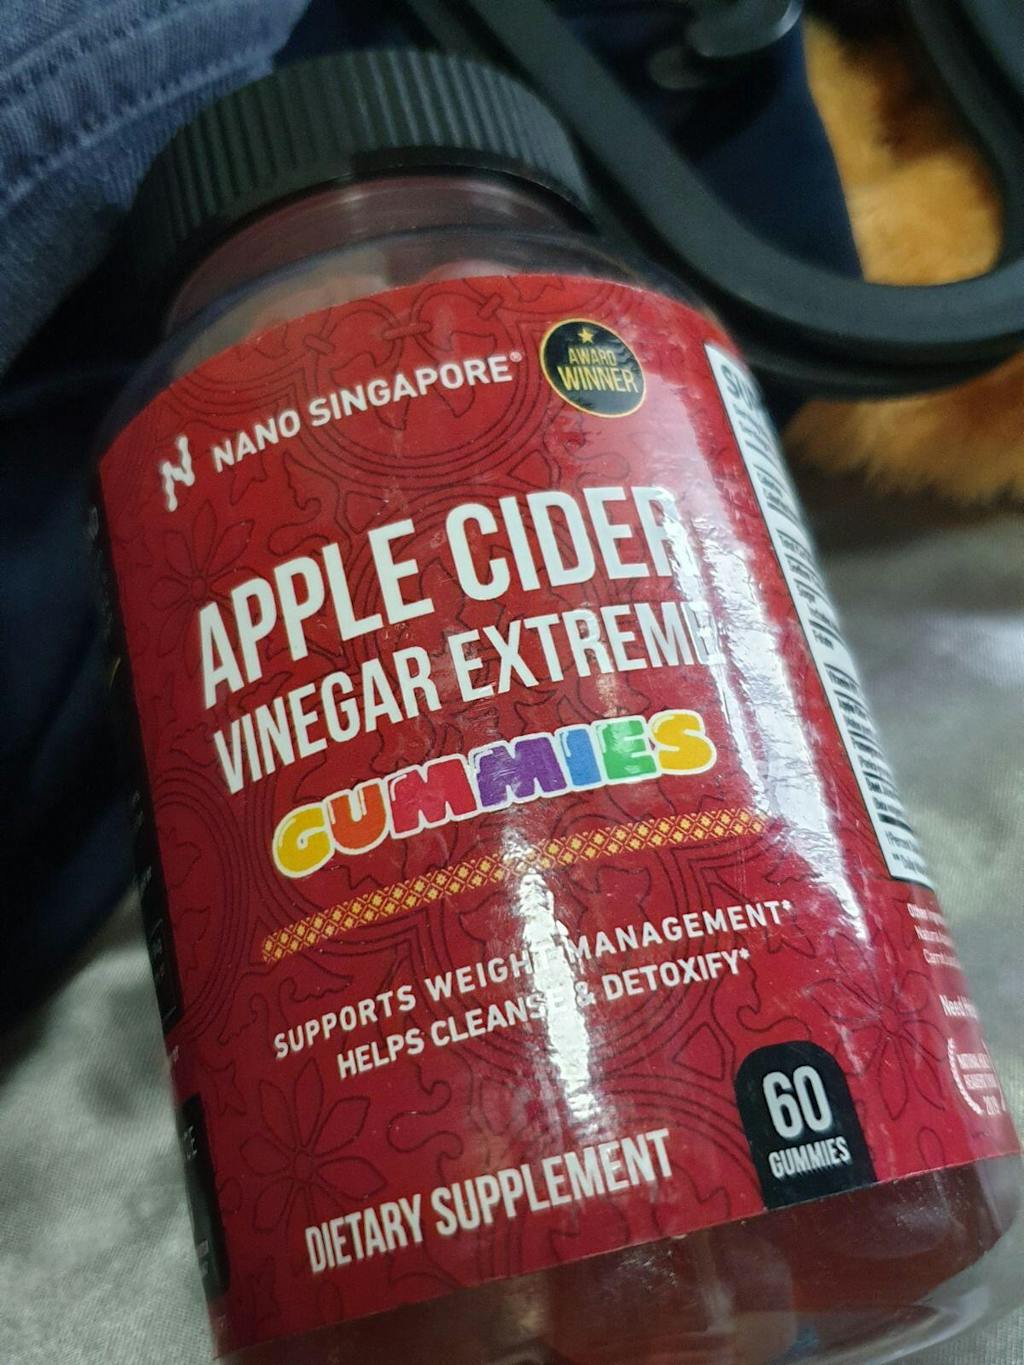 NANO SINGAPORE®
AWARD
WINNER
APPLE CIDER
VINEGAR EXTREME
GUMMIES
SUPPORTS WEIGHT MANAGEMENT*
HELPS CLEANSE & DETOXIFY*
60
GUMMIES
DIETARY SUPPLEMENT